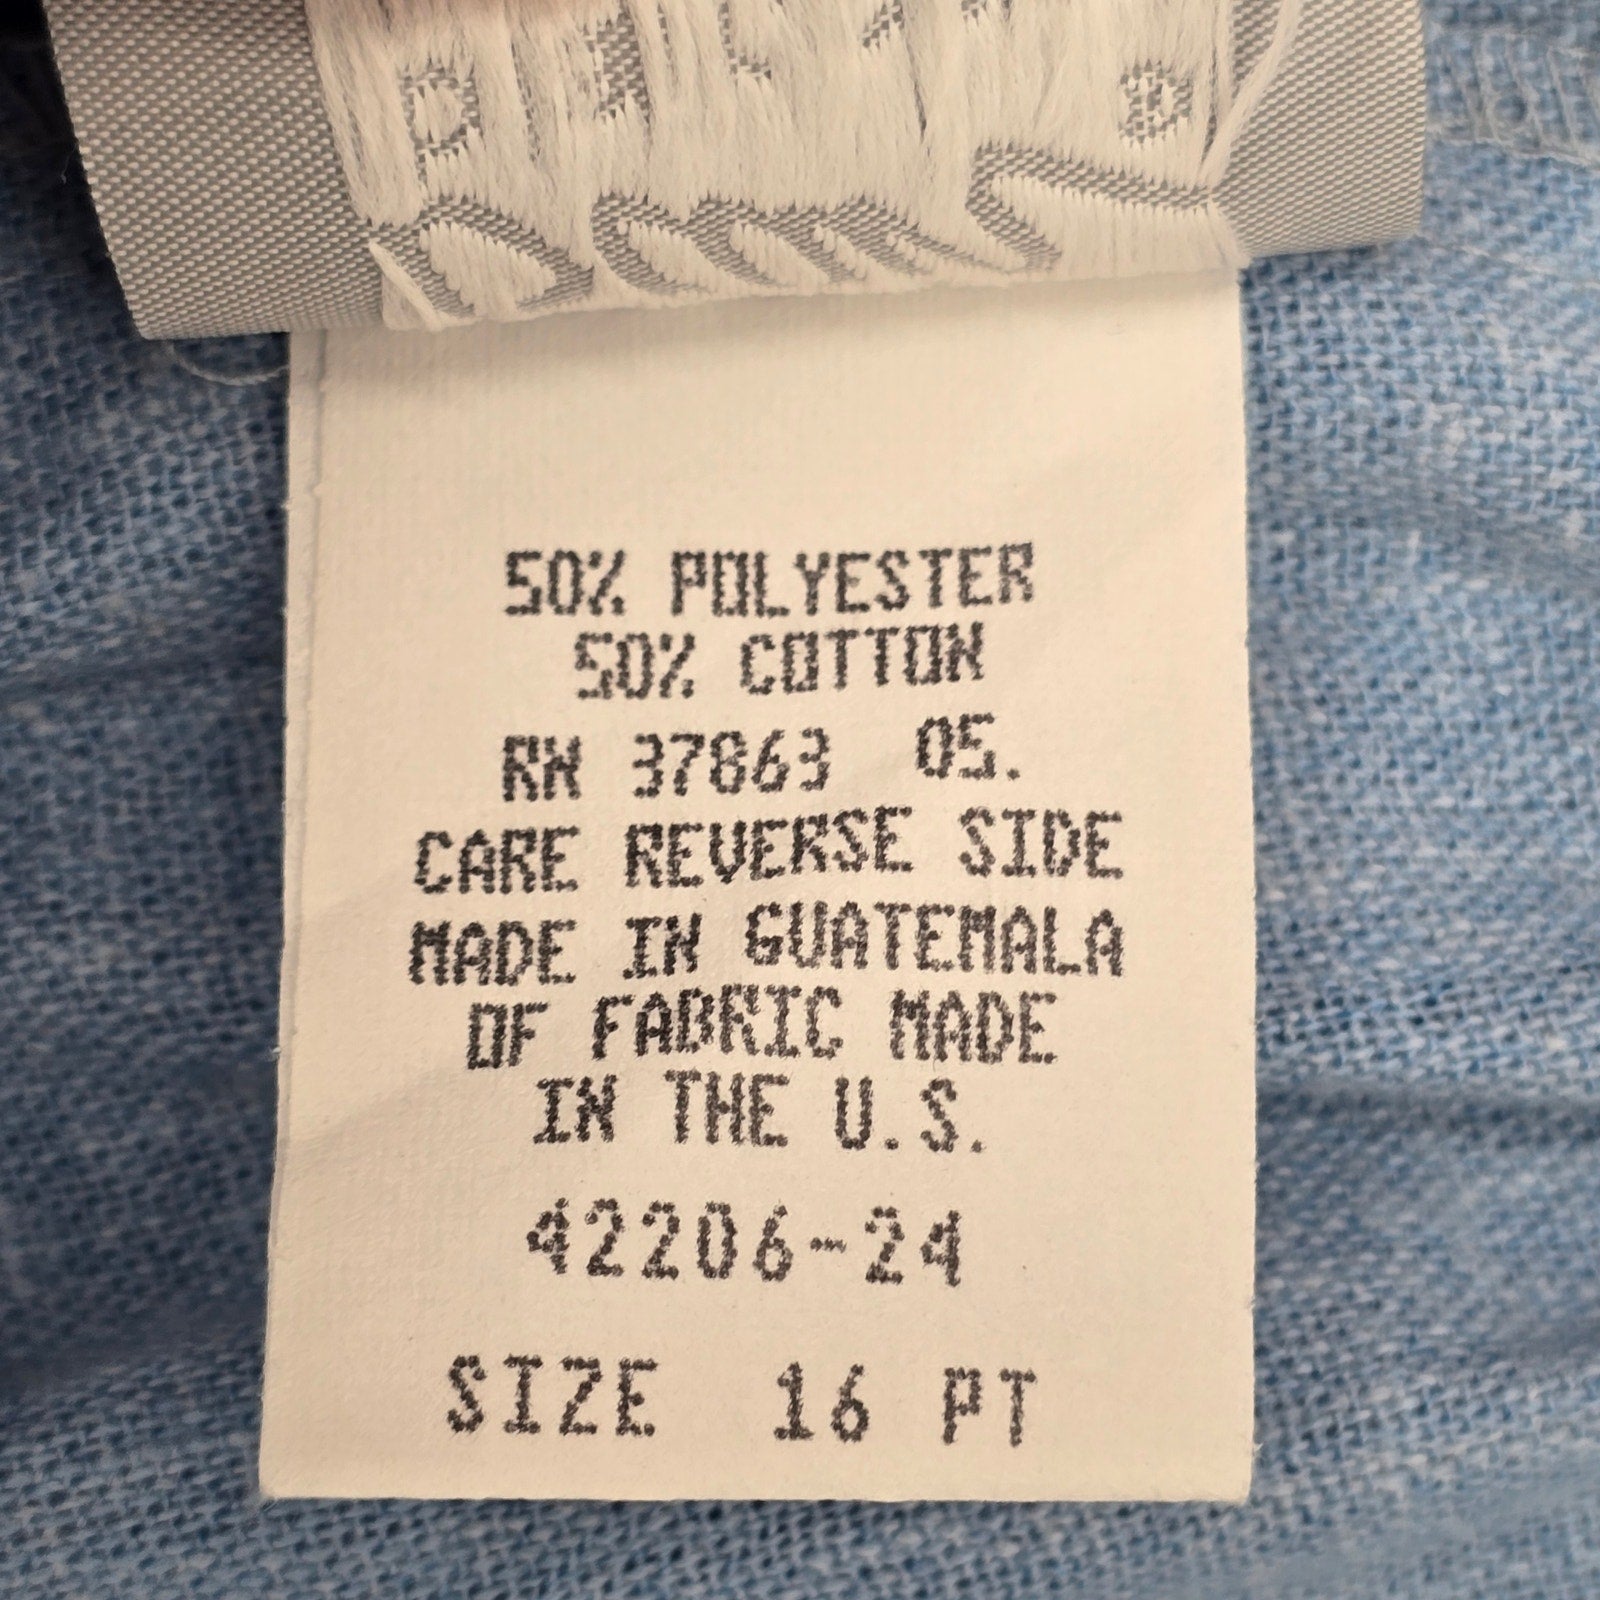 50% POLYESTER
50% COTTON
RN 37863 05.
CARE REVERSE SIDE
MADE IN GUATEMALA
OF FABRIC MADE
IN THE U.S.
42206-24
SIZE 16 PT